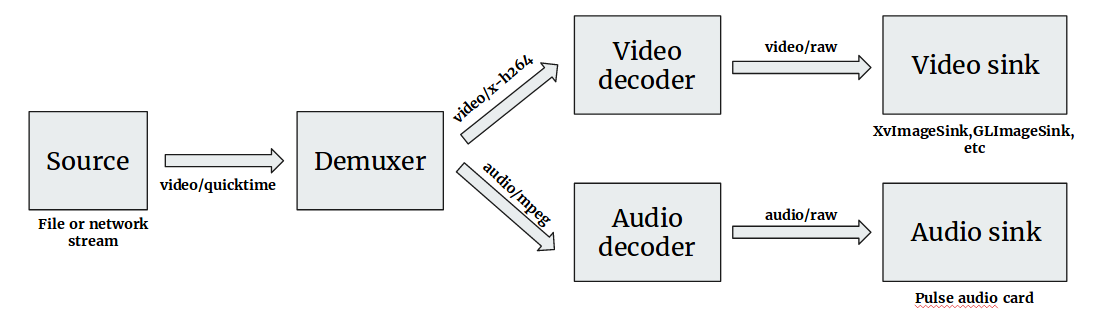 Source
video/quicktime
File or network
stream
Demuxer
video/x-h264
audio/mpeg
Video
decoder
video/raw
Video sink
XvImageSink,GLImageSink,
etc
Audio
decoder
audio/raw
Audio sink
Pulse audio card